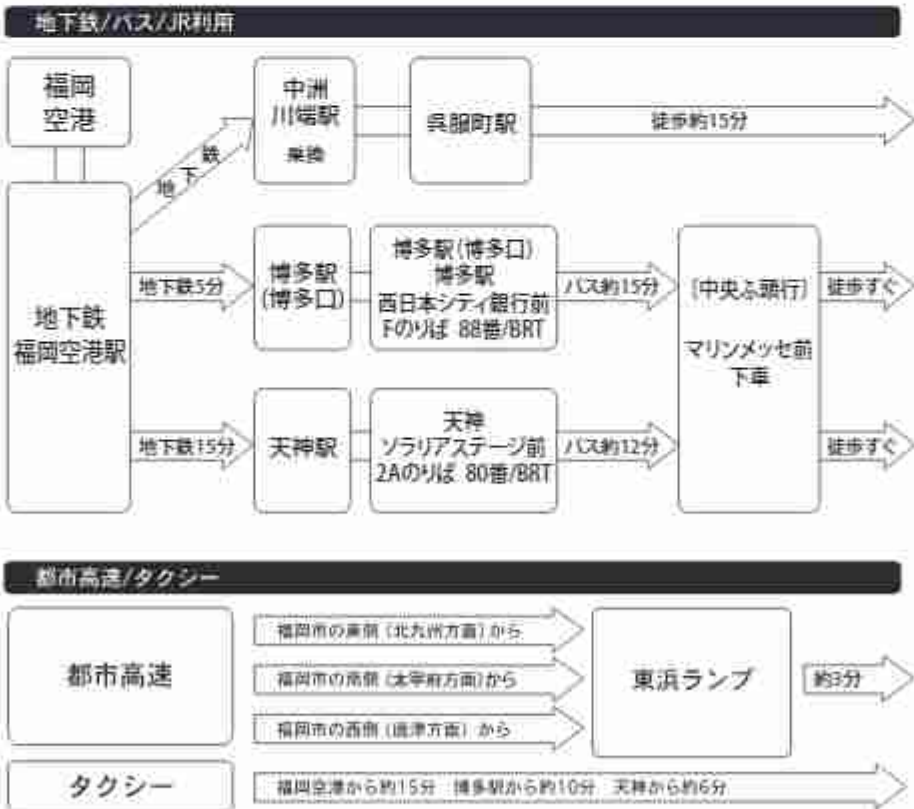 地下鉄/バス/JR利用
福岡
空港
地下鉄
福岡空港駅
地下鉄
中洲
川端駅
乗換
呉服町駅
徒歩約15分
地下鉄5分
博多駅
(博多口)
博多駅(博多口)
博多駅
西日本シティ銀行前
Fのりば 88番/BRT
バス約15分
〔中央ふ頭行〕
マリンメッセ前
下車
徒歩すぐ
地下鉄15分
天神駅
天神
ソラリアステージ前
2Aのりば 80番/BRT
バス約12分
徒歩すぐ
都市高速/タクシー
都市高速
福岡市の東側(北九州方面)から
福岡市の南側(太宰府方面)から
福岡市の西側(唐津方面)から
東浜ランプ
約3分
タクシー
福岡空港から約15分 博多駅から約10分 天神から約6分